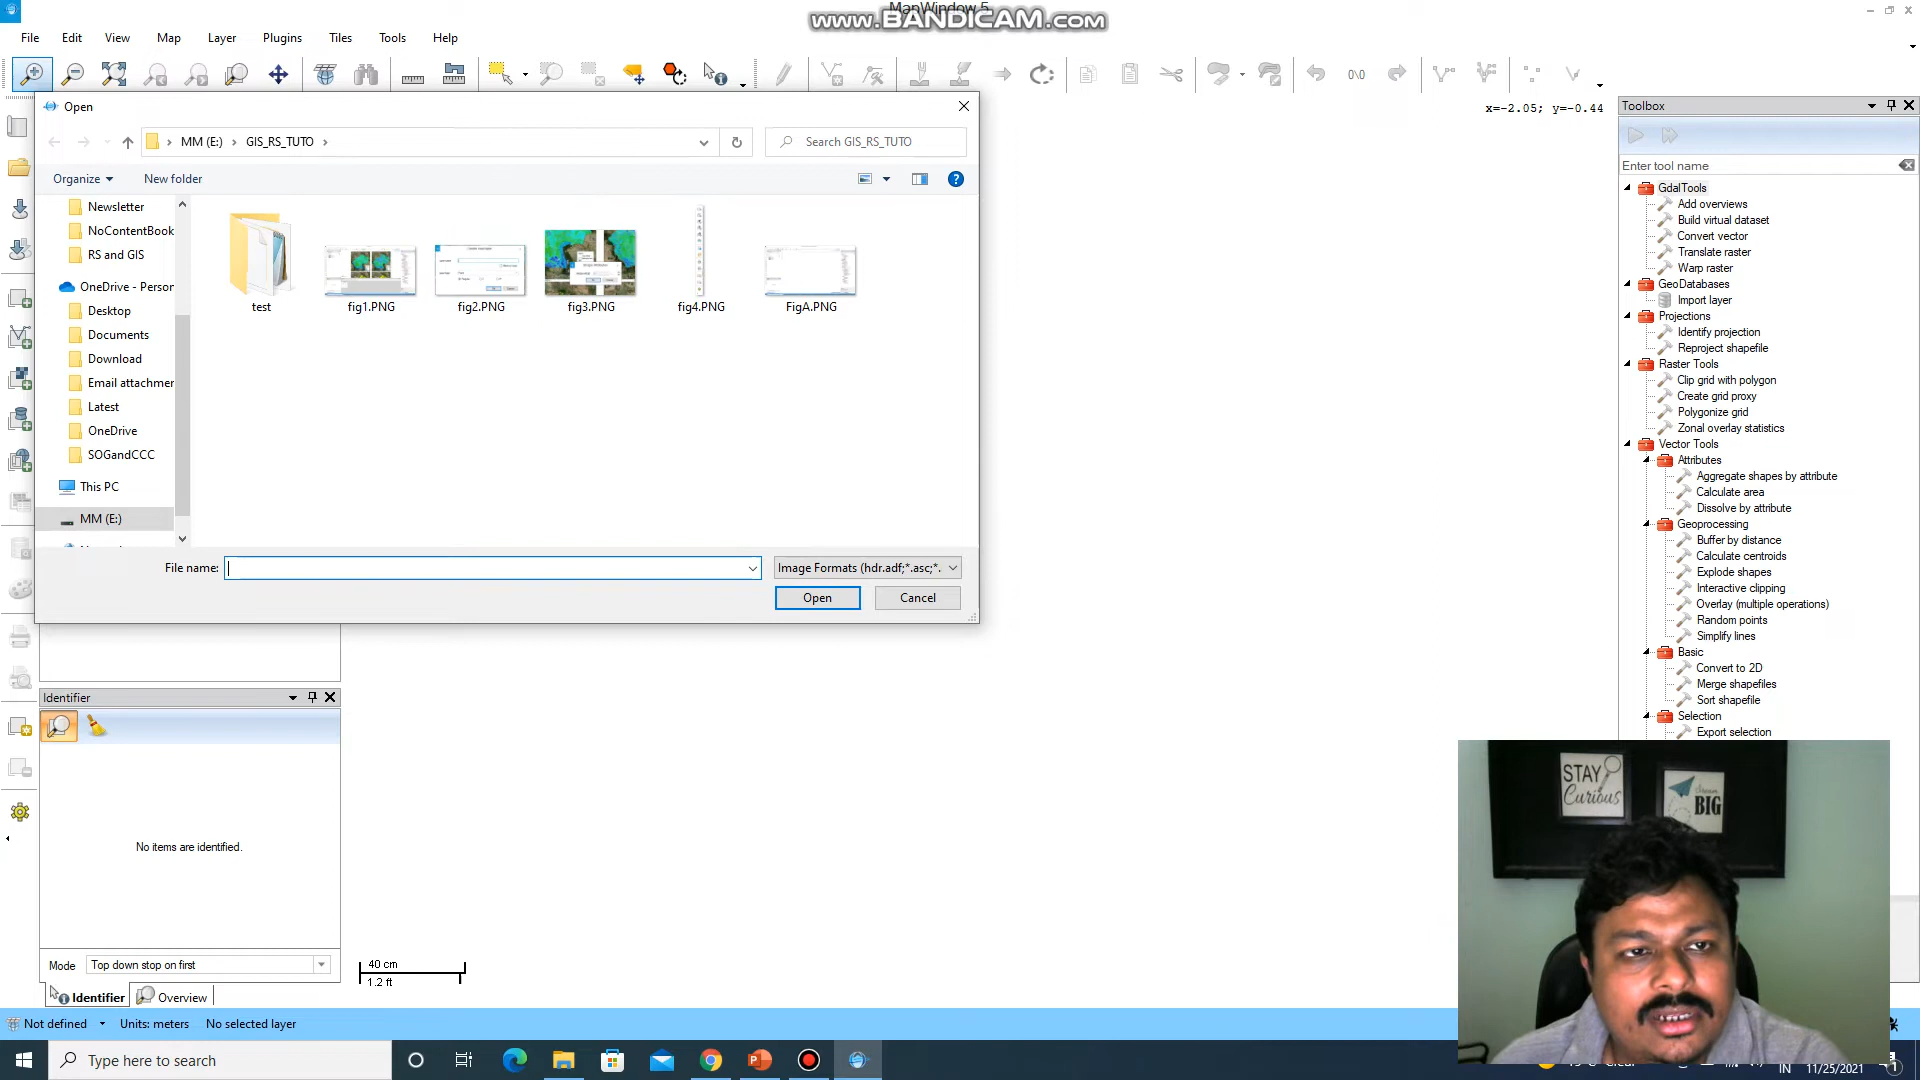 MapWindow 5
www.BANDICAM.com
File Edit View Map Layer Plugins Tiles Tools Help
Open
MM (E:) › GIS_RS_TUTO ›
Search GIS_RS_TUTO
Organize New folder
Newsletter
NoContentBook
RS and GIS
OneDrive - Person
Desktop
Documents
Download
Email attachmer
Latest
OneDrive
SOGandCCC
This PC
MM (E:)
test
fig1.PNG
fig2.PNG
fig3.PNG
fig4.PNG
FigA.PNG
File name:
Image Formats (hdr.adf;*.asc;*.
Open Cancel
x=-2.05; y=-0.44
0\0
Toolbox
Enter tool name
GdalTools
Add overviews
Build virtual dataset
Convert vector
Translate raster
Warp raster
GeoDatabases
Import layer
Projections
Identify projection
Reproject shapefile
Raster Tools
Clip grid with polygon
Create grid proxy
Polygonize grid
Zonal overlay statistics
Vector Tools
Attributes
Aggregate shapes by attribute
Calculate area
Dissolve by attribute
Geoprocessing
Buffer by distance
Calculate centroids
Explode shapes
Interactive clipping
Overlay (multiple operations)
Random points
Simplify lines
Basic
Convert to 2D
Merge shapefiles
Sort shapefile
Selection
Export selection
Identifier
No items are identified.
Mode Top down stop on first
Identifier Overview
40 cm
1.2 ft
STAY
Curious
dream
BIG
Not defined Units: meters No selected layer
Type here to search
IN 11/25/2021
1